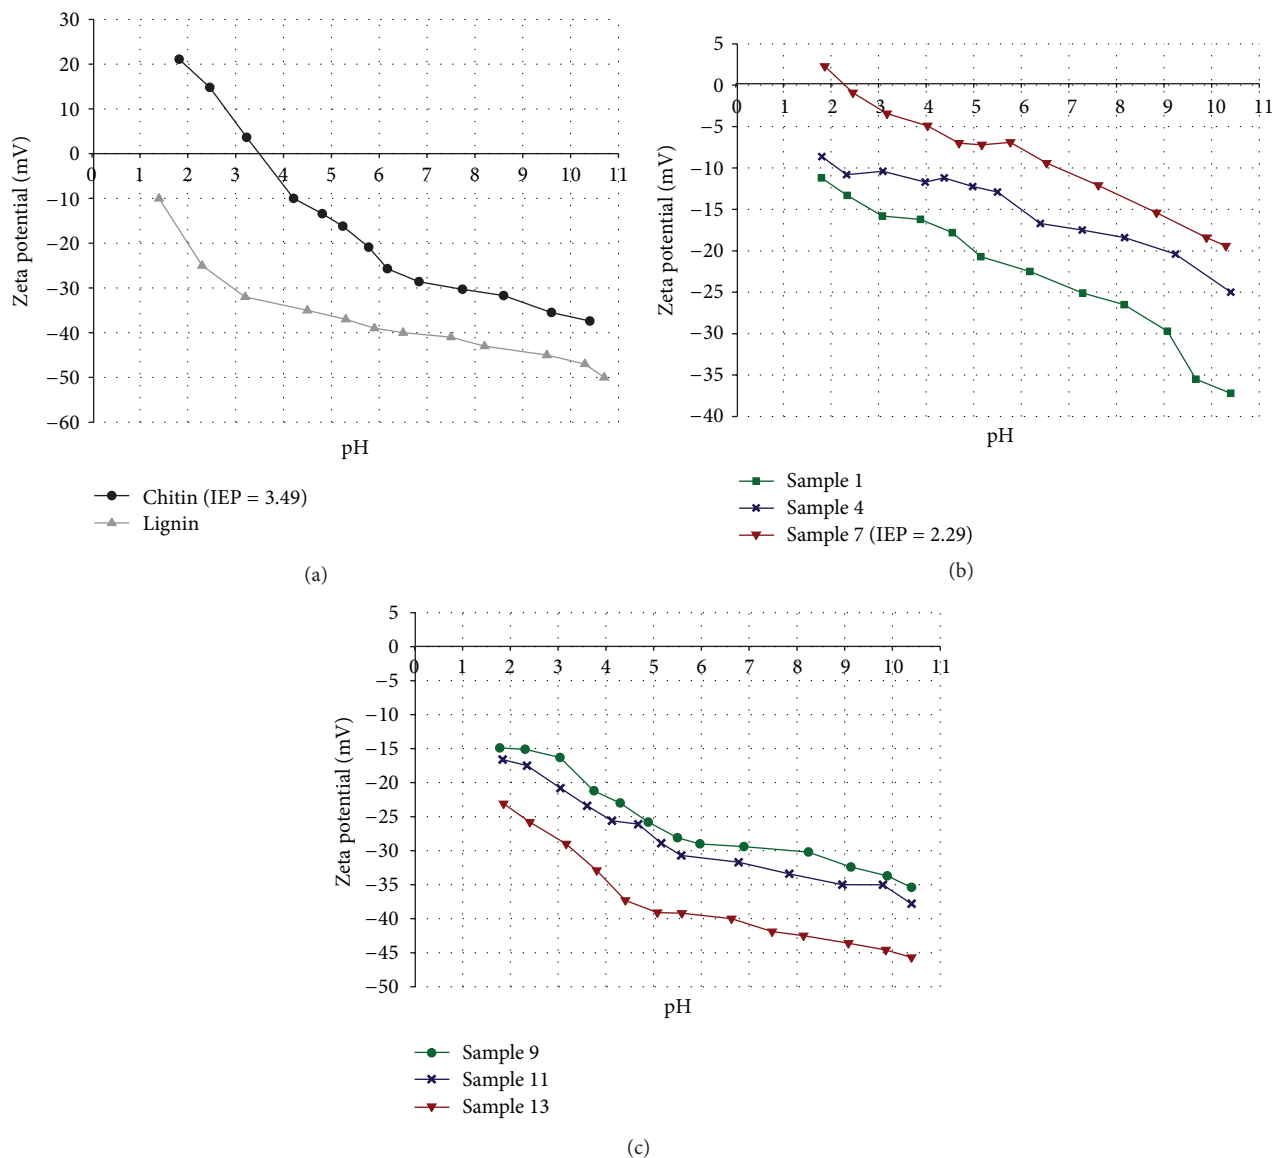 30
20
10
0
−10
−20
−30
−40
−50
−60
0 1 2 3 4 5 6 7 8 9 10 11
Zeta potential (mV)
pH
Chitin (IEP = 3.49)
Lignin
(a)
5
0
−5
−10
−15
−20
−25
−30
−35
−40
0 1 2 3 4 5 6 7 8 9 10 11
Zeta potential (mV)
pH
Sample 1
Sample 4
Sample 7 (IEP = 2.29)
(b)
5
0
−5
−10
−15
−20
−25
−30
−35
−40
−45
−50
0 1 2 3 4 5 6 7 8 9 10 11
Zeta potential (mV)
pH
Sample 9
Sample 11
Sample 13
(c)